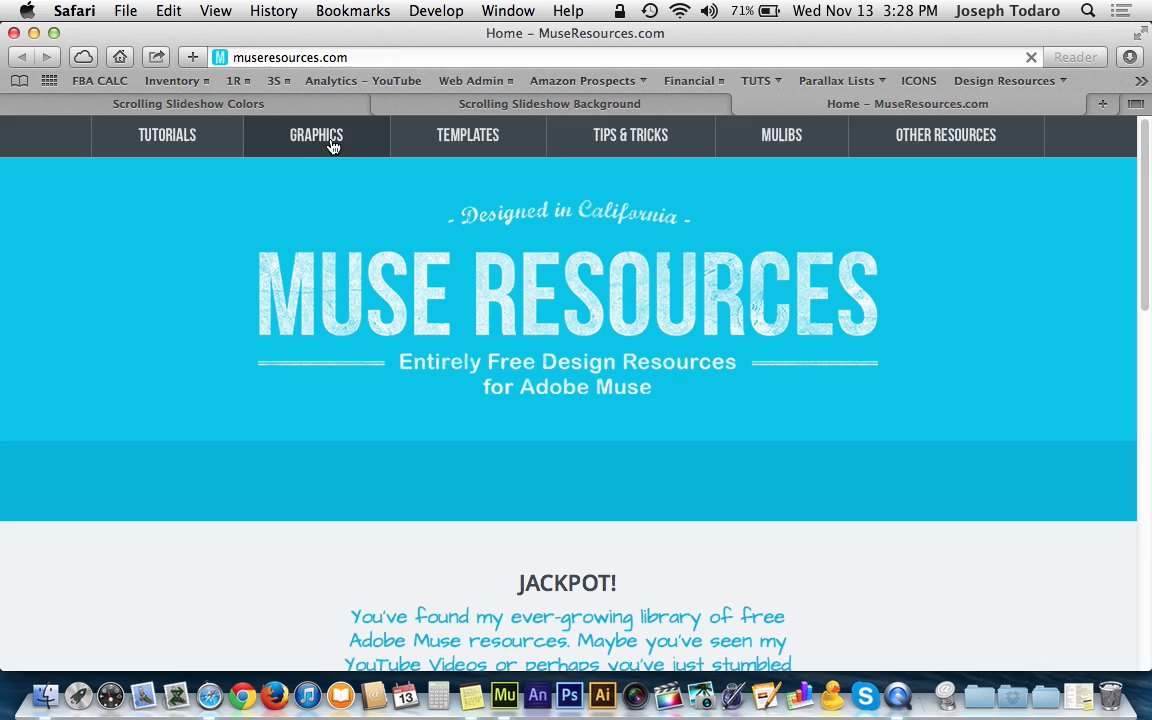 Safari File Edit View History Bookmarks Develop Window Help 71% Wed Nov 13 3:28 PM Joseph Todaro
Home – MuseResources.com
M museresources.com Reader
FBA CALC Inventory 1R 3S Analytics – YouTube Web Admin Amazon Prospects Financial TUTS Parallax Lists ICONS Design Resources
Scrolling Slideshow Colors Scrolling Slideshow Background Home – MuseResources.com
TUTORIALS GRAPHICS TEMPLATES TIPS & TRICKS MULIBS OTHER RESOURCES
- Designed in California -
MUSE RESOURCES
Entirely Free Design Resources
for Adobe Muse
JACKPOT!
You've found my ever-growing library of free
Adobe Muse resources. Maybe you've seen my
YouTube Videos or perhaps you've just stumbled
13 Mu An Ps Ai